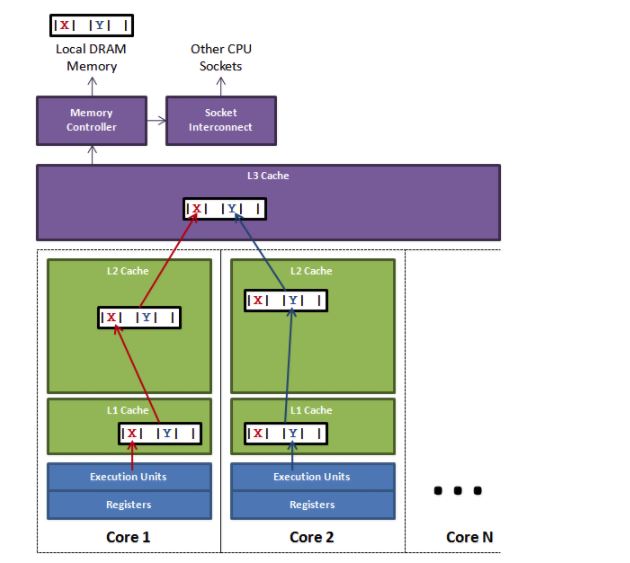 |X| |Y| |
Local DRAM
Memory
Other CPU
Sockets
Memory
Controller
Socket
Interconnect
L3 Cache
|X| |Y| |
L2 Cache
L2 Cache
|X| |Y| |
|X| |Y| |
L1 Cache
L1 Cache
|X| |Y| |
|X| |Y| |
Execution Units
Execution Units
Registers
Registers
...
Core 1
Core 2
Core N